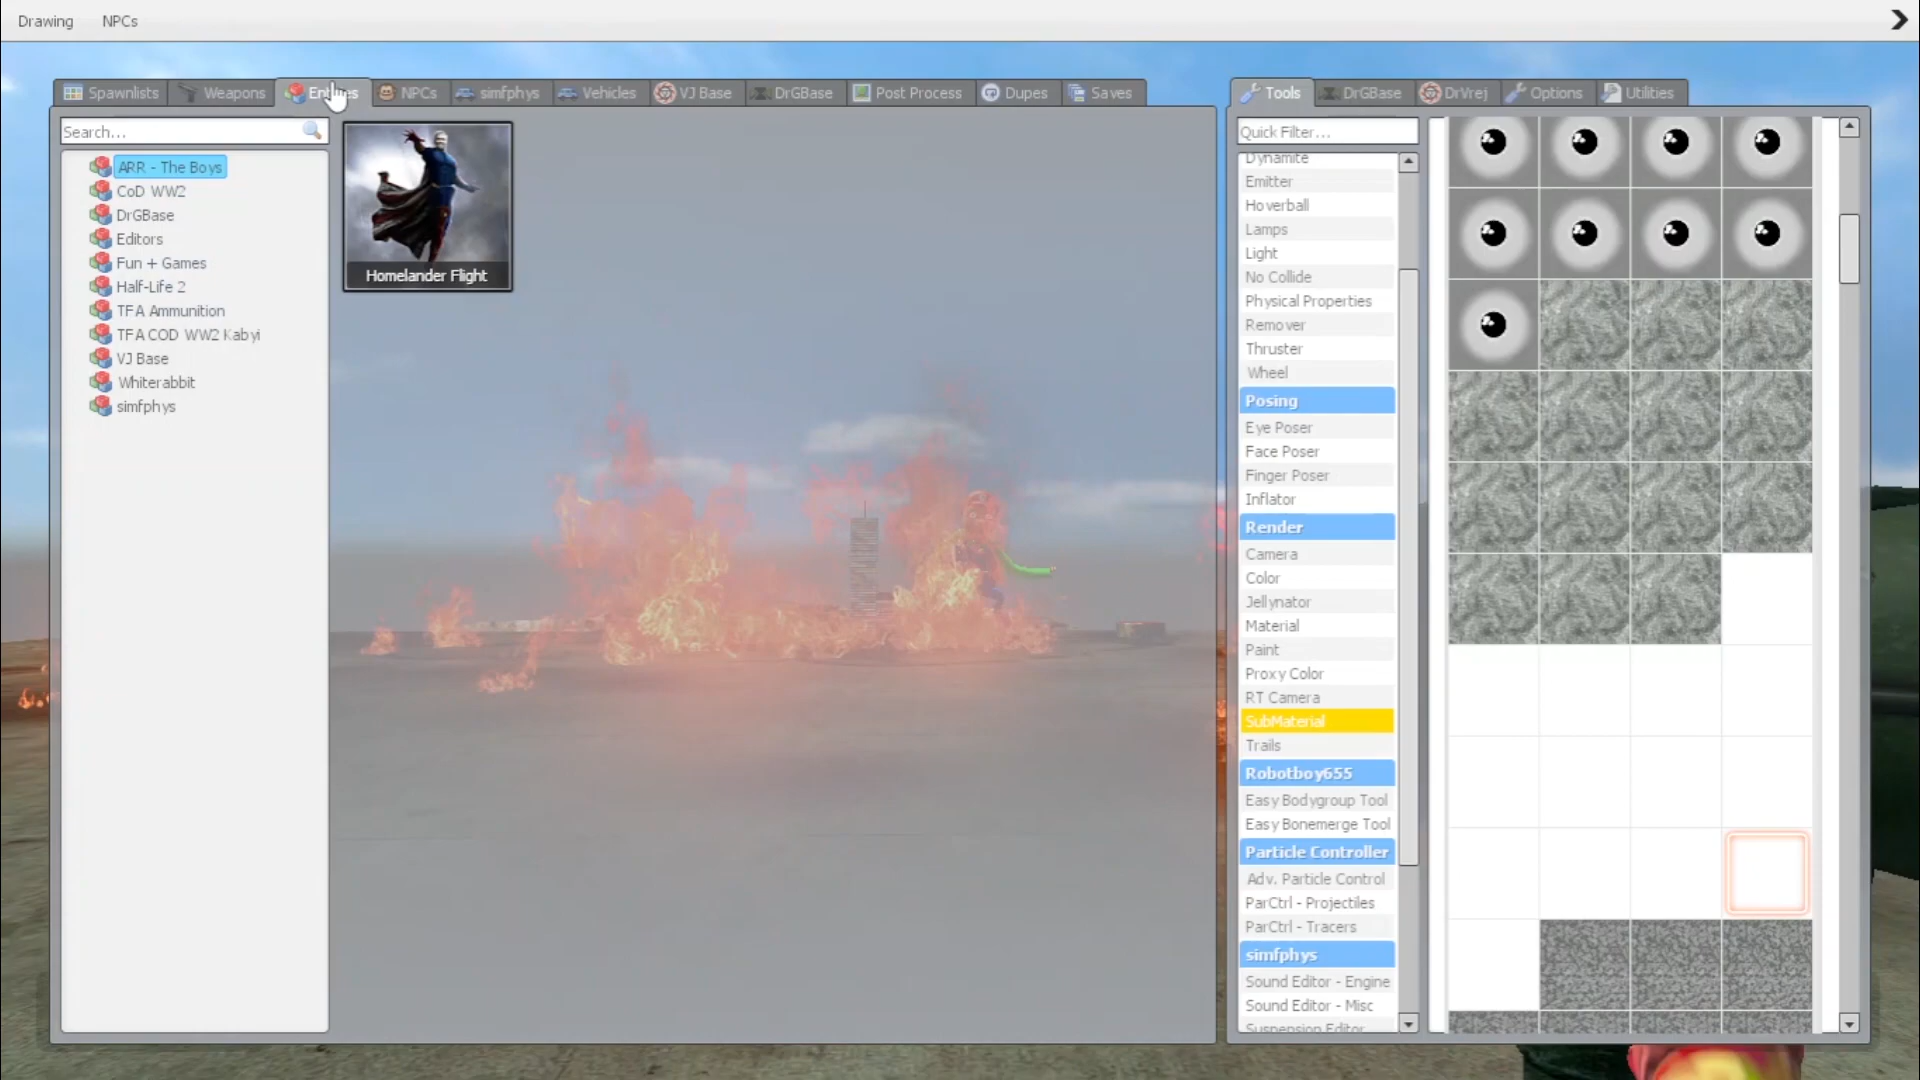 Drawing NPCs
Spawnlists Weapons NPCs simfphys Vehicles VJ Base DrGBase Post Process Dupes Saves
Tools DrGBase DrVrej Options Utilities
Search...
ARR - The Boys
CoD WW2
DrGBase
Editors
Fun + Games
Half-Life 2
TFA Ammunition
TFA COD WW2 Kabyi
VJ Base
Whiterabbit
simfphys
Homelander Flight
Quick Filter...
Dynamite
Emitter
Hoverball
Lamps
Light
No Collide
Physical Properties
Remover
Thruster
Wheel
Posing
Eye Poser
Face Poser
Finger Poser
Inflator
Render
Camera
Color
Jellynator
Material
Paint
Proxy Color
RT Camera
SubMaterial
Trails
Robotboy655
Easy Bodygroup Tool
Easy Bonemerge Tool
Particle Controller
Adv. Particle Control
ParCtrl - Projectiles
ParCtrl - Tracers
simfphys
Sound Editor - Engine
Sound Editor - Misc
Suspension Editor